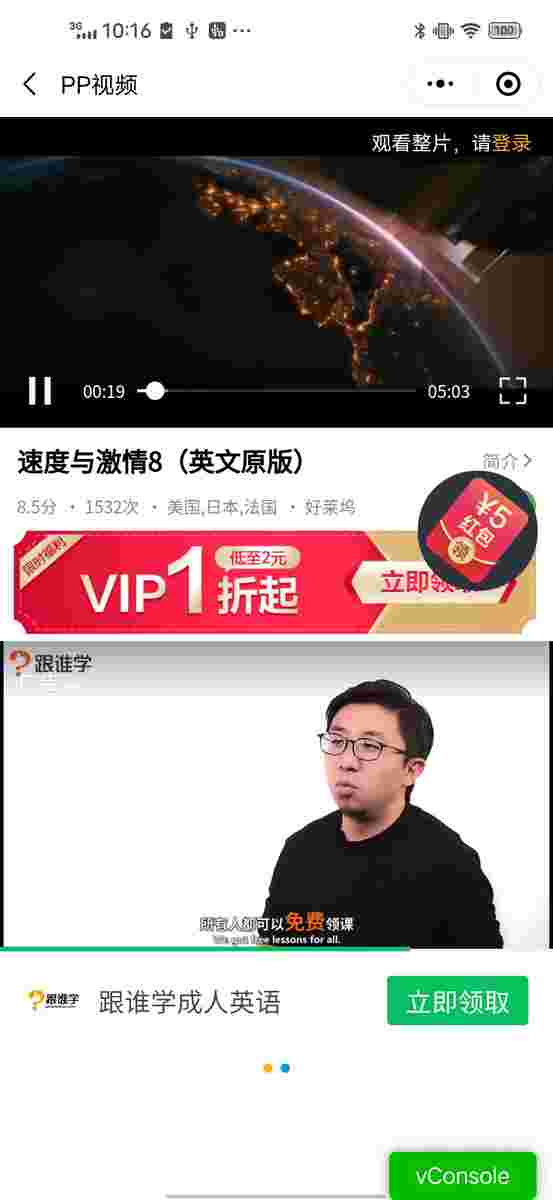 3G 10:16 100
PP视频
观看整片，请登录
00:19
05:03
速度与激情8（英文原版）
简介
8.5分 · 1532次 · 美国,日本,法国 · 好莱坞
¥5
红包
领
限时福利
VIP1折起
低至2元
立即领取
跟谁学
所有人都可以免费领课
We got free lessons for all.
跟谁学
跟谁学成人英语
立即领取
vConsole